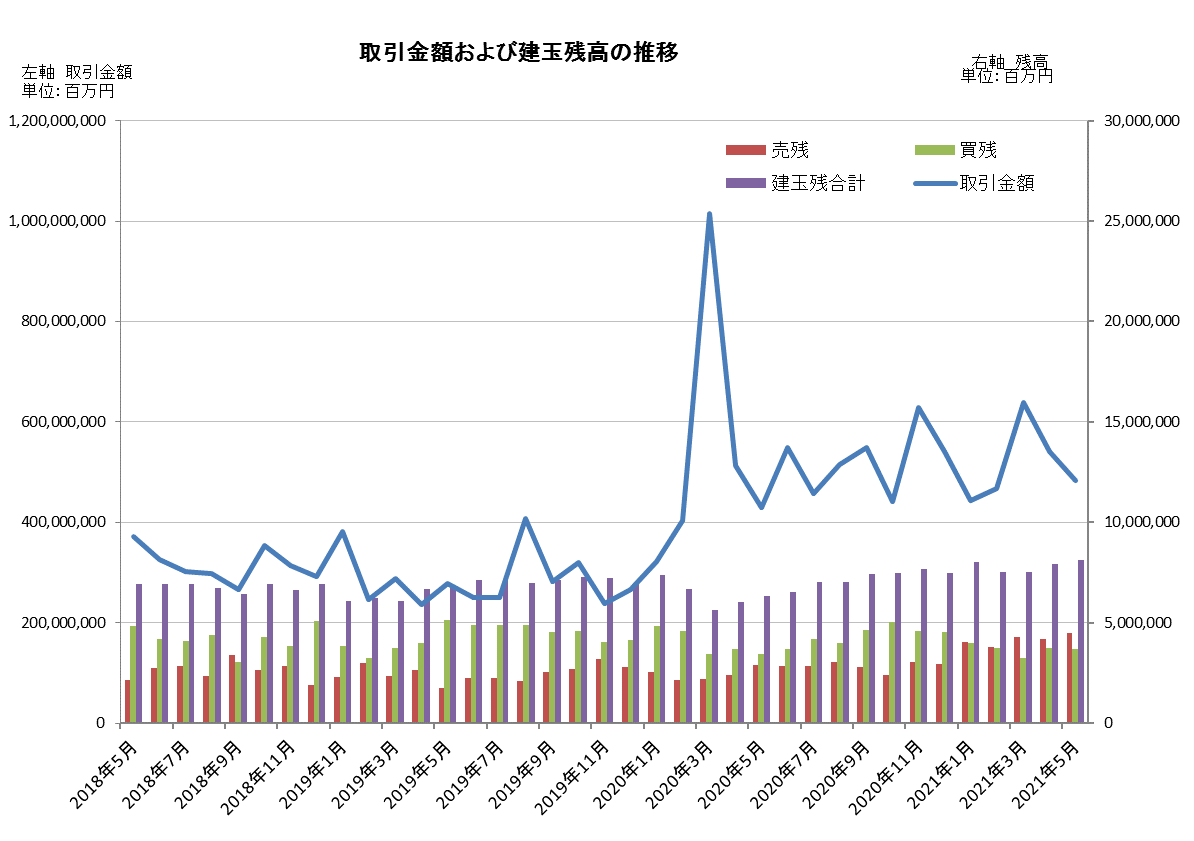 取引金額および建玉残高の推移
左軸 取引金額
単位: 百万円
右軸 残高
単位: 百万円
1,200,000,000
1,000,000,000
800,000,000
600,000,000
400,000,000
200,000,000
0
30,000,000
25,000,000
20,000,000
15,000,000
10,000,000
5,000,000
0
売残
買残
建玉残合計
取引金額
2018年5月
2018年7月
2018年9月
2018年11月
2019年1月
2019年3月
2019年5月
2019年7月
2019年9月
2019年11月
2020年1月
2020年3月
2020年5月
2020年7月
2020年9月
2020年11月
2021年1月
2021年3月
2021年5月